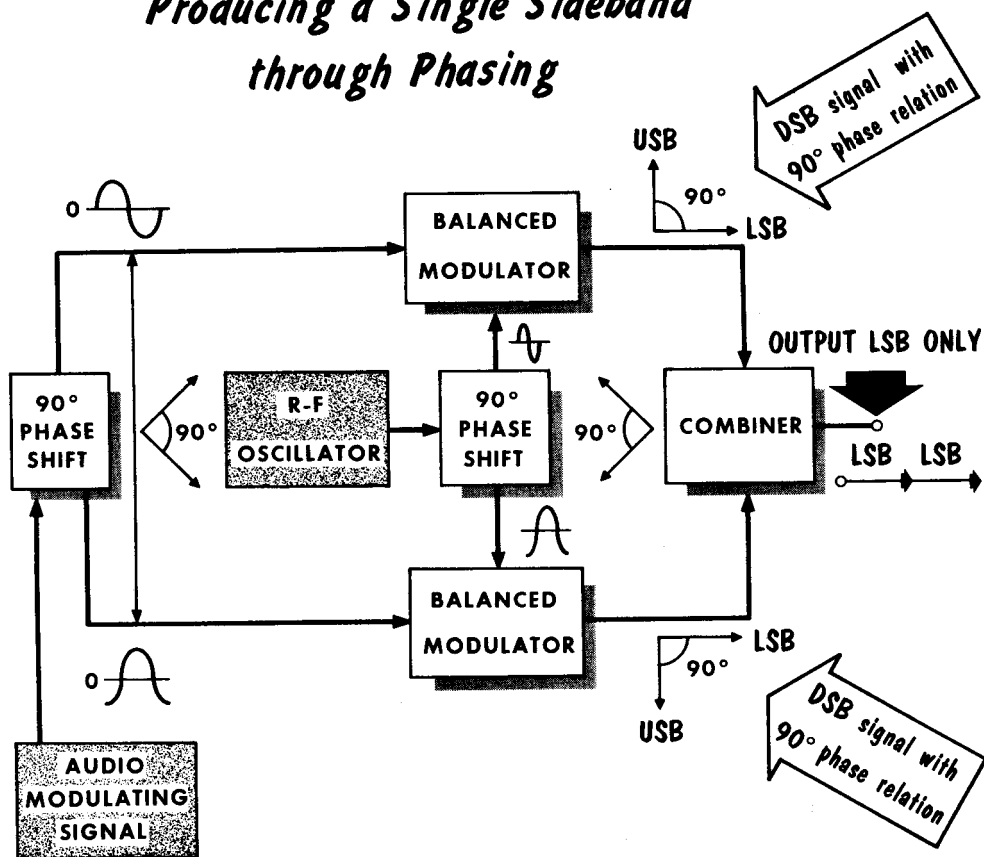 Producing a Single Sideband
through Phasing
DSB signal with
90° phase relation
USB
90°
LSB
0
BALANCED
MODULATOR
OUTPUT LSB ONLY
90°
PHASE
SHIFT
90°
R-F
OSCILLATOR
90°
PHASE
SHIFT
90°
COMBINER
LSB LSB
BALANCED
MODULATOR
LSB
90°
USB
0
DSB signal with
90° phase relation
AUDIO
MODULATING
SIGNAL